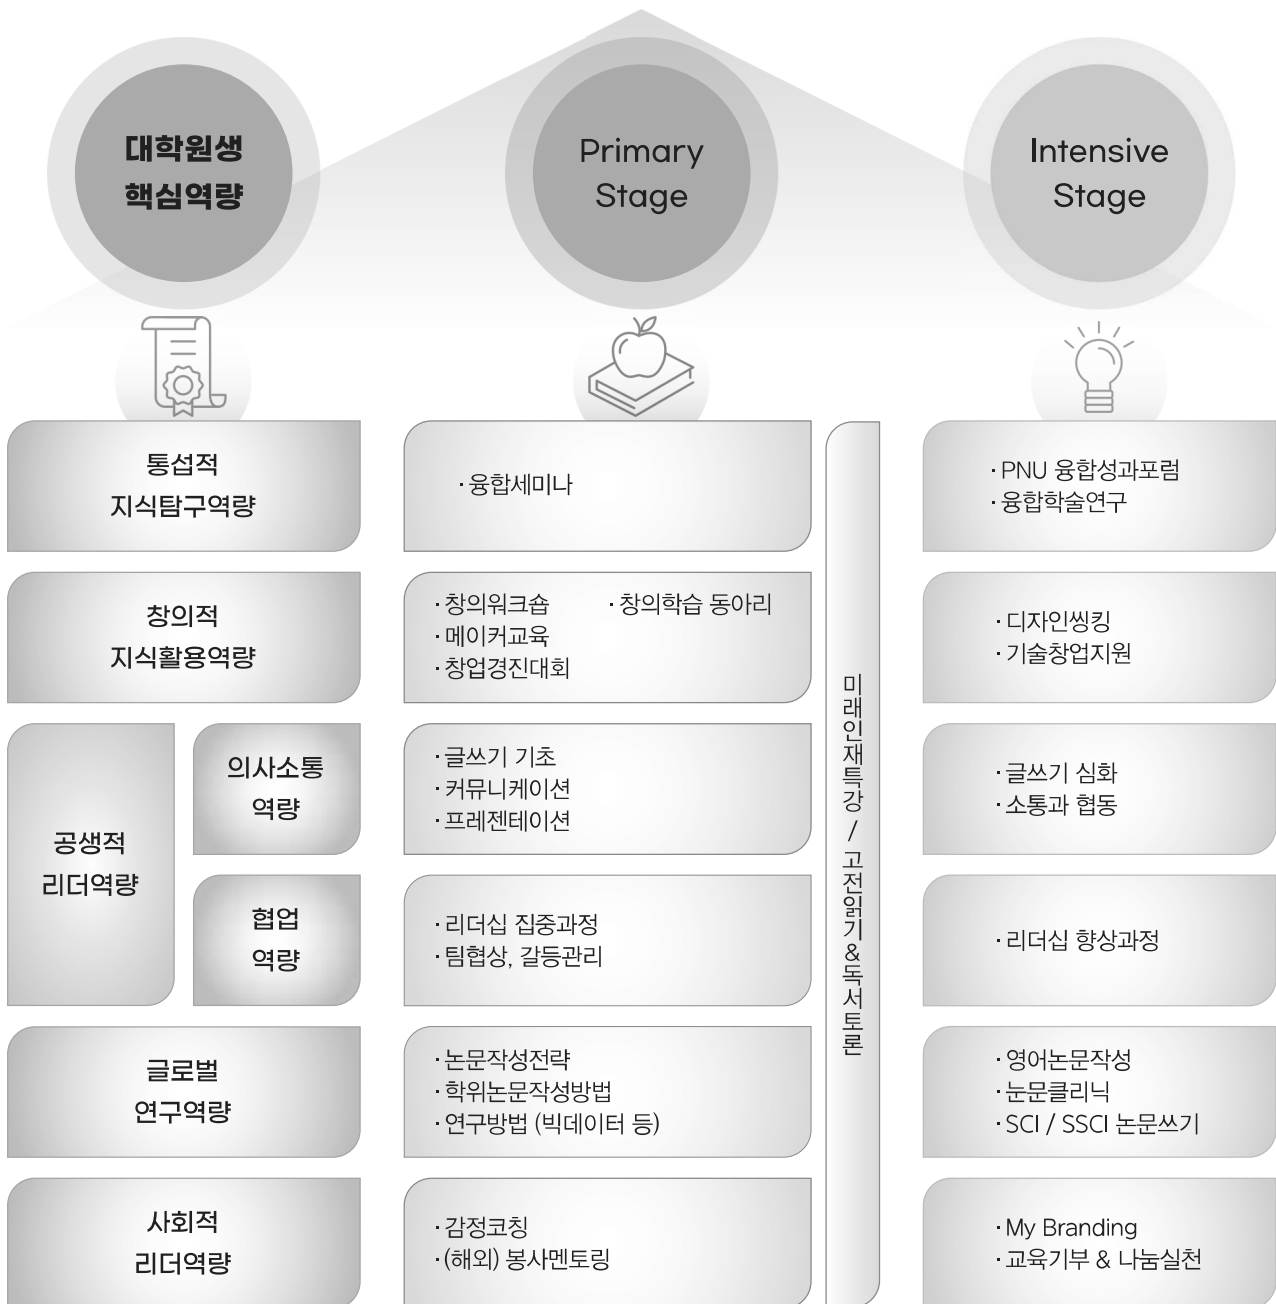 대학원생
핵심역량
Primary
Stage
Intensive
Stage
통섭적
지식탐구역량
· 융합세미나
· PNU 융합성과포럼
· 융합학술연구
창의적
지식활용역량
· 창의워크숍
· 창의학습 동아리
· 메이커교육
· 창업경진대회
· 디자인씽킹
· 기술창업지원
공생적
리더역량
의사소통
역량
· 글쓰기 기초
· 커뮤니케이션
· 프레젠테이션
· 글쓰기 심화
· 소통과 협동
협업
역량
· 리더십 집중과정
· 팀협상, 갈등관리
· 리더십 향상과정
글로벌
연구역량
· 논문작성전략
· 학위논문작성방법
· 연구방법 (빅데이터 등)
· 영어논문작성
· 눈문클리닉
· SCI / SSCI 논문쓰기
사회적
리더역량
· 감정코칭
· (해외) 봉사멘토링
· My Branding
· 교육기부 & 나눔실천
미래인재특강 / 고전읽기&독서토론